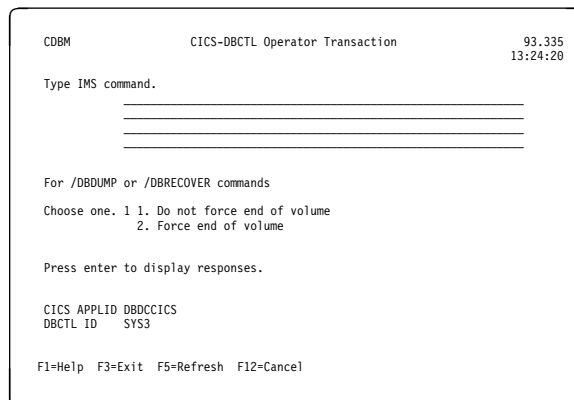 CDBM CICS-DBCTL Operator Transaction 93.335
13:24:20
Type IMS command.
For /DBDUMP or /DBRECOVER commands
Choose one. 1 1. Do not force end of volume
2. Force end of volume
Press enter to display responses.
CICS APPLID DBDCCICS
DBCTL ID SYS3
F1=Help F3=Exit F5=Refresh F12=Cancel